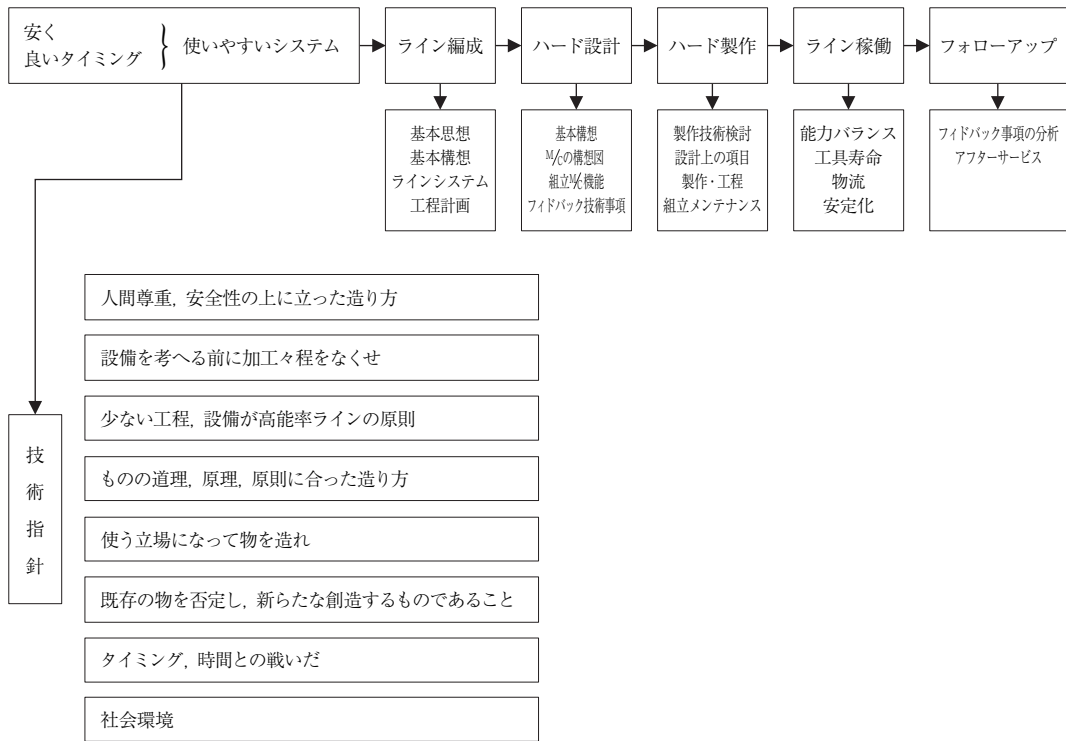 安く
良いタイミング
使いやすいシステム
ライン編成
ハード設計
ハード製作
ライン稼働
フォローアップ
基本思想
基本構想
ラインシステム
工程計画
基本構想
M/Cの構想図
組立M/C機能
フィドバック技術事項
製作技術検討
設計上の項目
製作・工程
組立メンテナンス
能力バランス
工具寿命
物流
安定化
フィドバック事項の分析
アフターサービス
技術指針
人間尊重, 安全性の上に立った造り方
設備を考へる前に加工々程をなくせ
少ない工程, 設備が高能率ラインの原則
ものの道理, 原理, 原則に合った造り方
使う立場になって物を造れ
既存の物を否定し, 新らたな創造するものであること
タイミング, 時間との戦いだ
社会環境